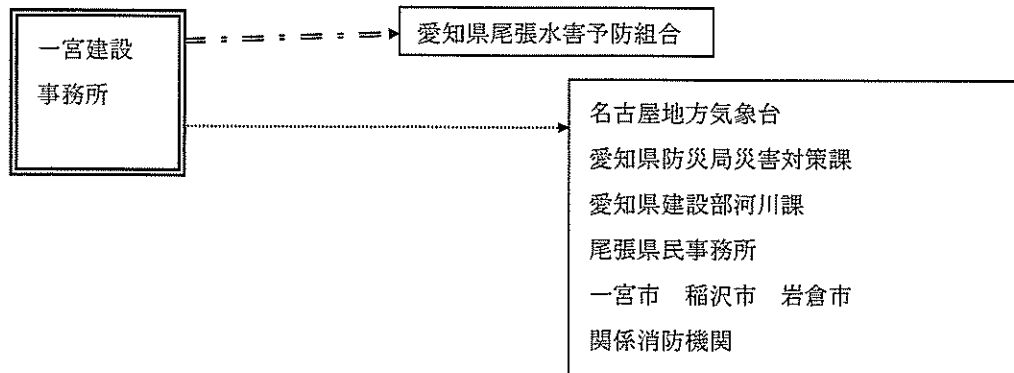 一宮建設
事務所
愛知県尾張水害予防組合
名古屋地方気象台
愛知県防災局災害対策課
愛知県建設部河川課
尾張県民事務所
一宮市　稲沢市　岩倉市
関係消防機関